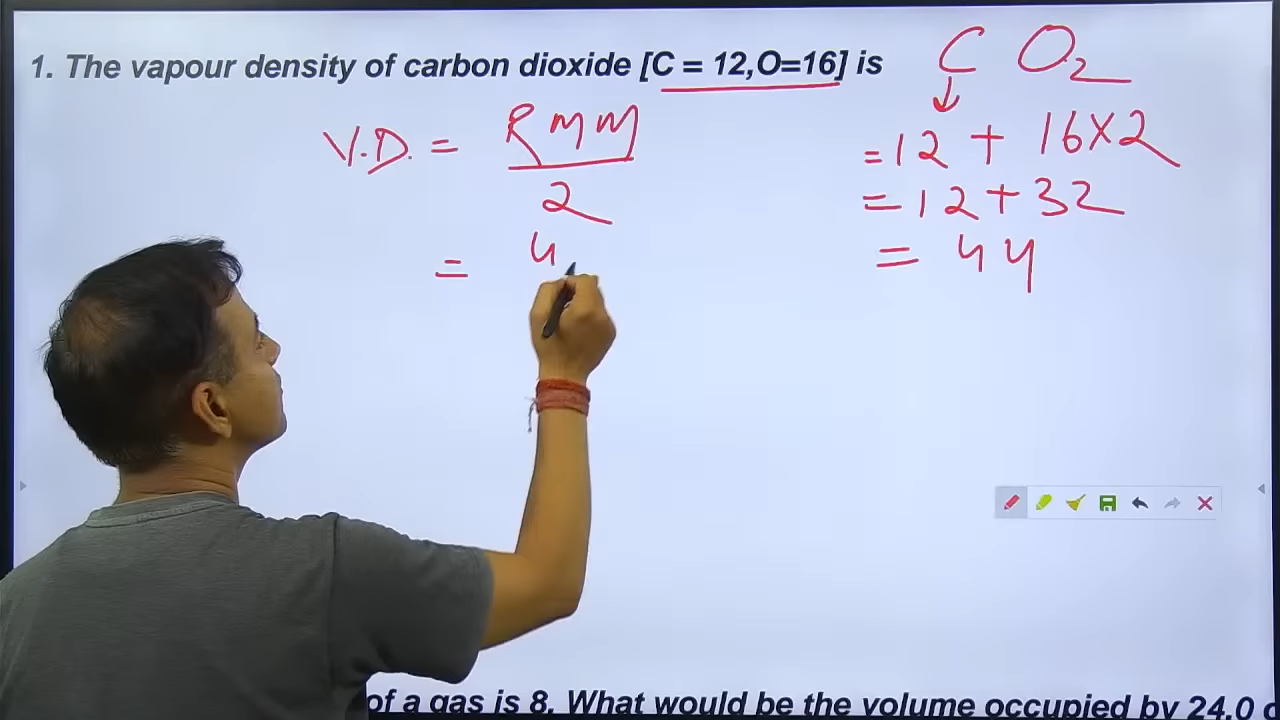 1. The vapour density of carbon dioxide [C = 12,O=16] is
C O2
V.D. = RMM
2
= 4
= 12 + 16×2
= 12 + 32
= 44
of a gas is 8. What would be the volume occupied by 24.0